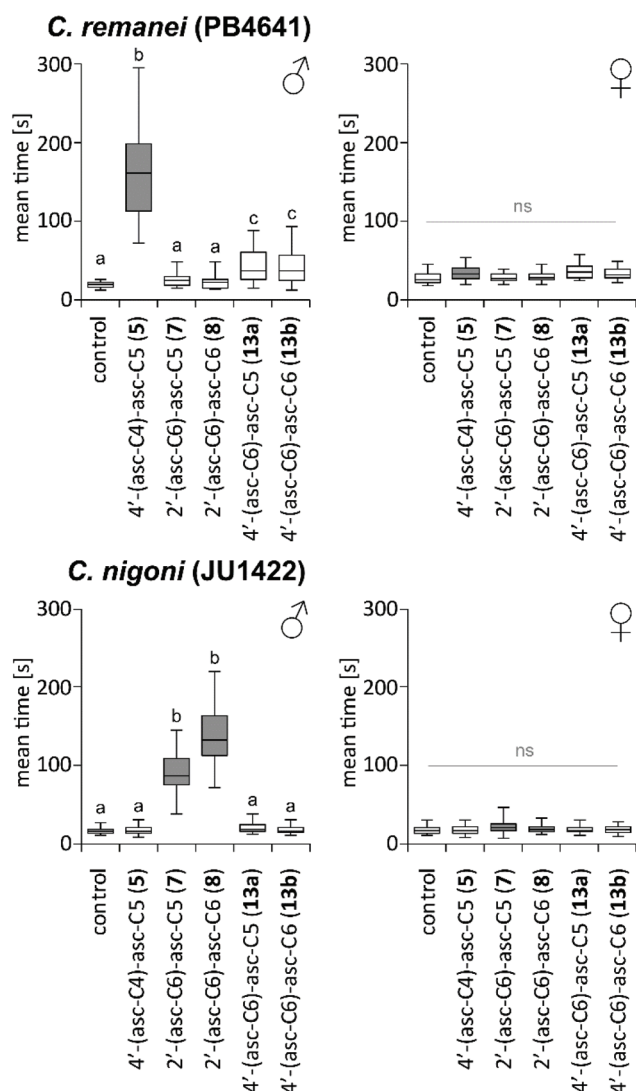 C. remanei (PB4641)
mean time [s]
300
200
100
0
a
b
a
a
c
c
♂
control
4′-(asc-C4)-asc-C5 (5)
2′-(asc-C6)-asc-C5 (7)
2′-(asc-C6)-asc-C6 (8)
4′-(asc-C6)-asc-C5 (13a)
4′-(asc-C6)-asc-C6 (13b)
mean time [s]
300
200
100
0
ns
♀
control
4′-(asc-C4)-asc-C5 (5)
2′-(asc-C6)-asc-C5 (7)
2′-(asc-C6)-asc-C6 (8)
4′-(asc-C6)-asc-C5 (13a)
4′-(asc-C6)-asc-C6 (13b)
C. nigoni (JU1422)
mean time [s]
300
200
100
0
a
a
b
b
a
a
♂
control
4′-(asc-C4)-asc-C5 (5)
2′-(asc-C6)-asc-C5 (7)
2′-(asc-C6)-asc-C6 (8)
4′-(asc-C6)-asc-C5 (13a)
4′-(asc-C6)-asc-C6 (13b)
mean time [s]
300
200
100
0
ns
♀
control
4′-(asc-C4)-asc-C5 (5)
2′-(asc-C6)-asc-C5 (7)
2′-(asc-C6)-asc-C6 (8)
4′-(asc-C6)-asc-C5 (13a)
4′-(asc-C6)-asc-C6 (13b)